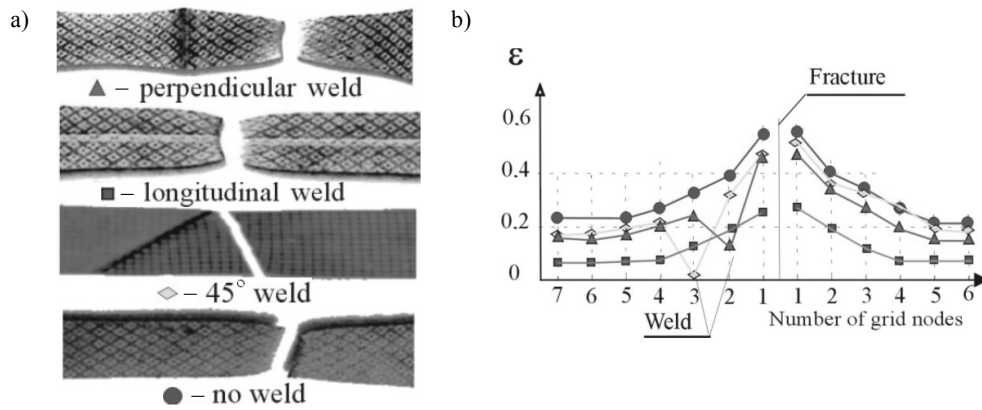 a)
– perpendicular weld
– longitudinal weld
– 45° weld
– no weld
b)
ε
Fracture
0.6
0.4
0.2
0
7 6 5 4 3 2 1 1 2 3 4 5 6
Weld
Number of grid nodes